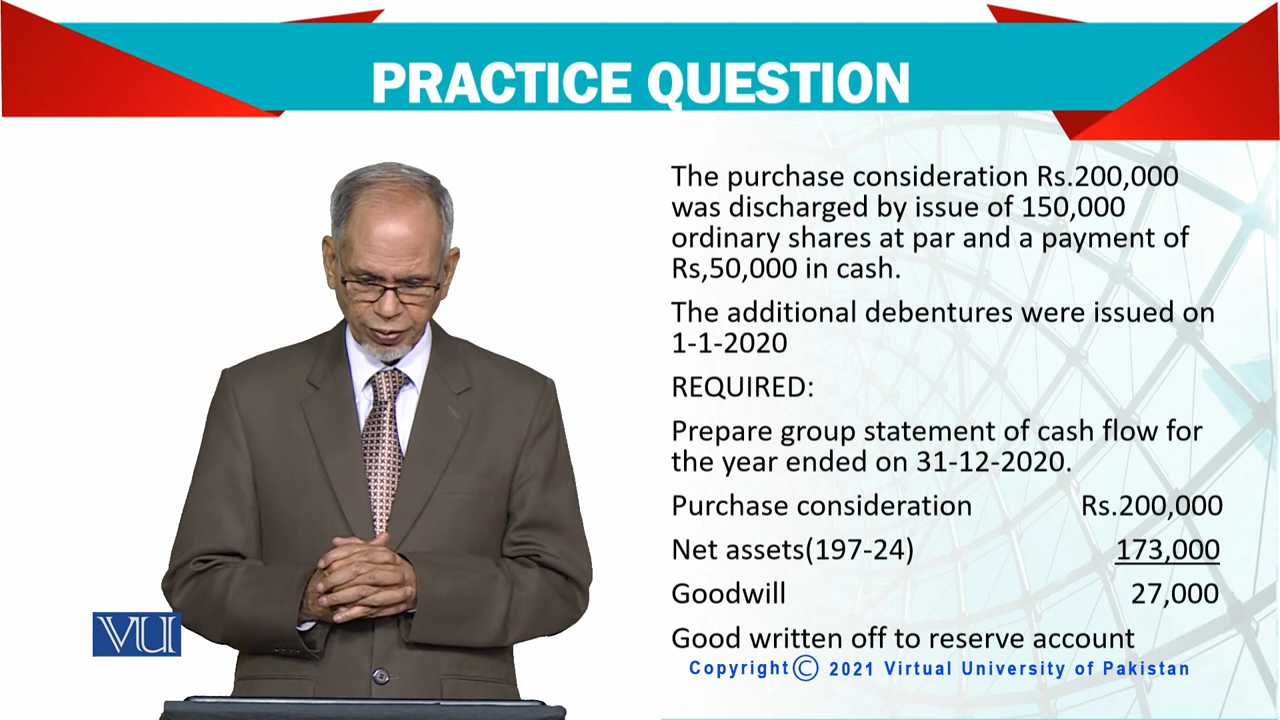 PRACTICE QUESTION
The purchase consideration Rs.200,000
was discharged by issue of 150,000
ordinary shares at par and a payment of
Rs,50,000 in cash.
The additional debentures were issued on
1-1-2020
REQUIRED:
Prepare group statement of cash flow for
the year ended on 31-12-2020.
Purchase consideration Rs.200,000
Net assets(197-24) 173,000
Goodwill 27,000
Good written off to reserve account
VU
Copyright© 2021 Virtual University of Pakistan